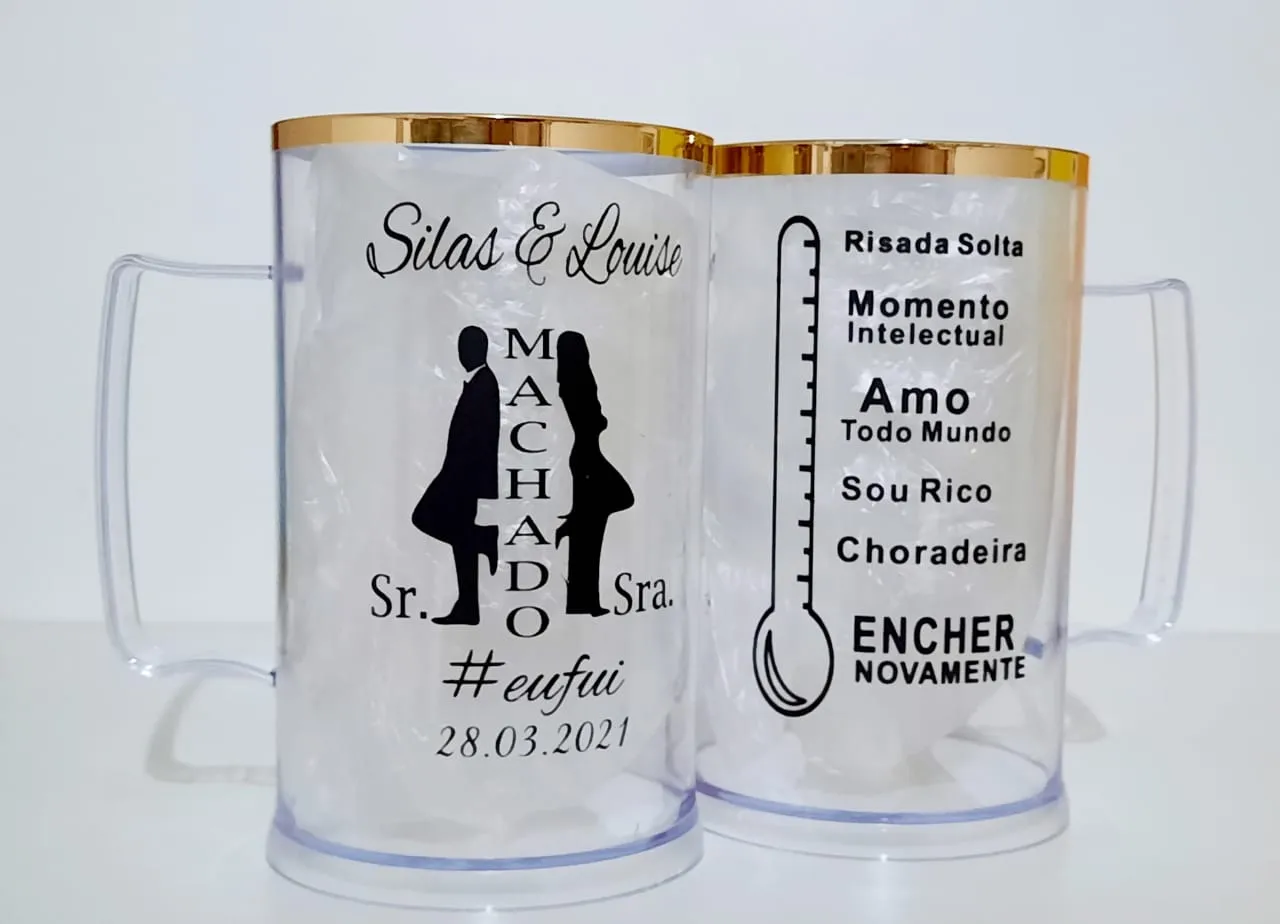 Silas & Louise
MACHADO
Sr.
Sra.
#eufui
28.03.2021
Risada Solta
Momento
Intelectual
Amo
Todo Mundo
Sou Rico
Choradeira
ENCHER
NOVAMENTE